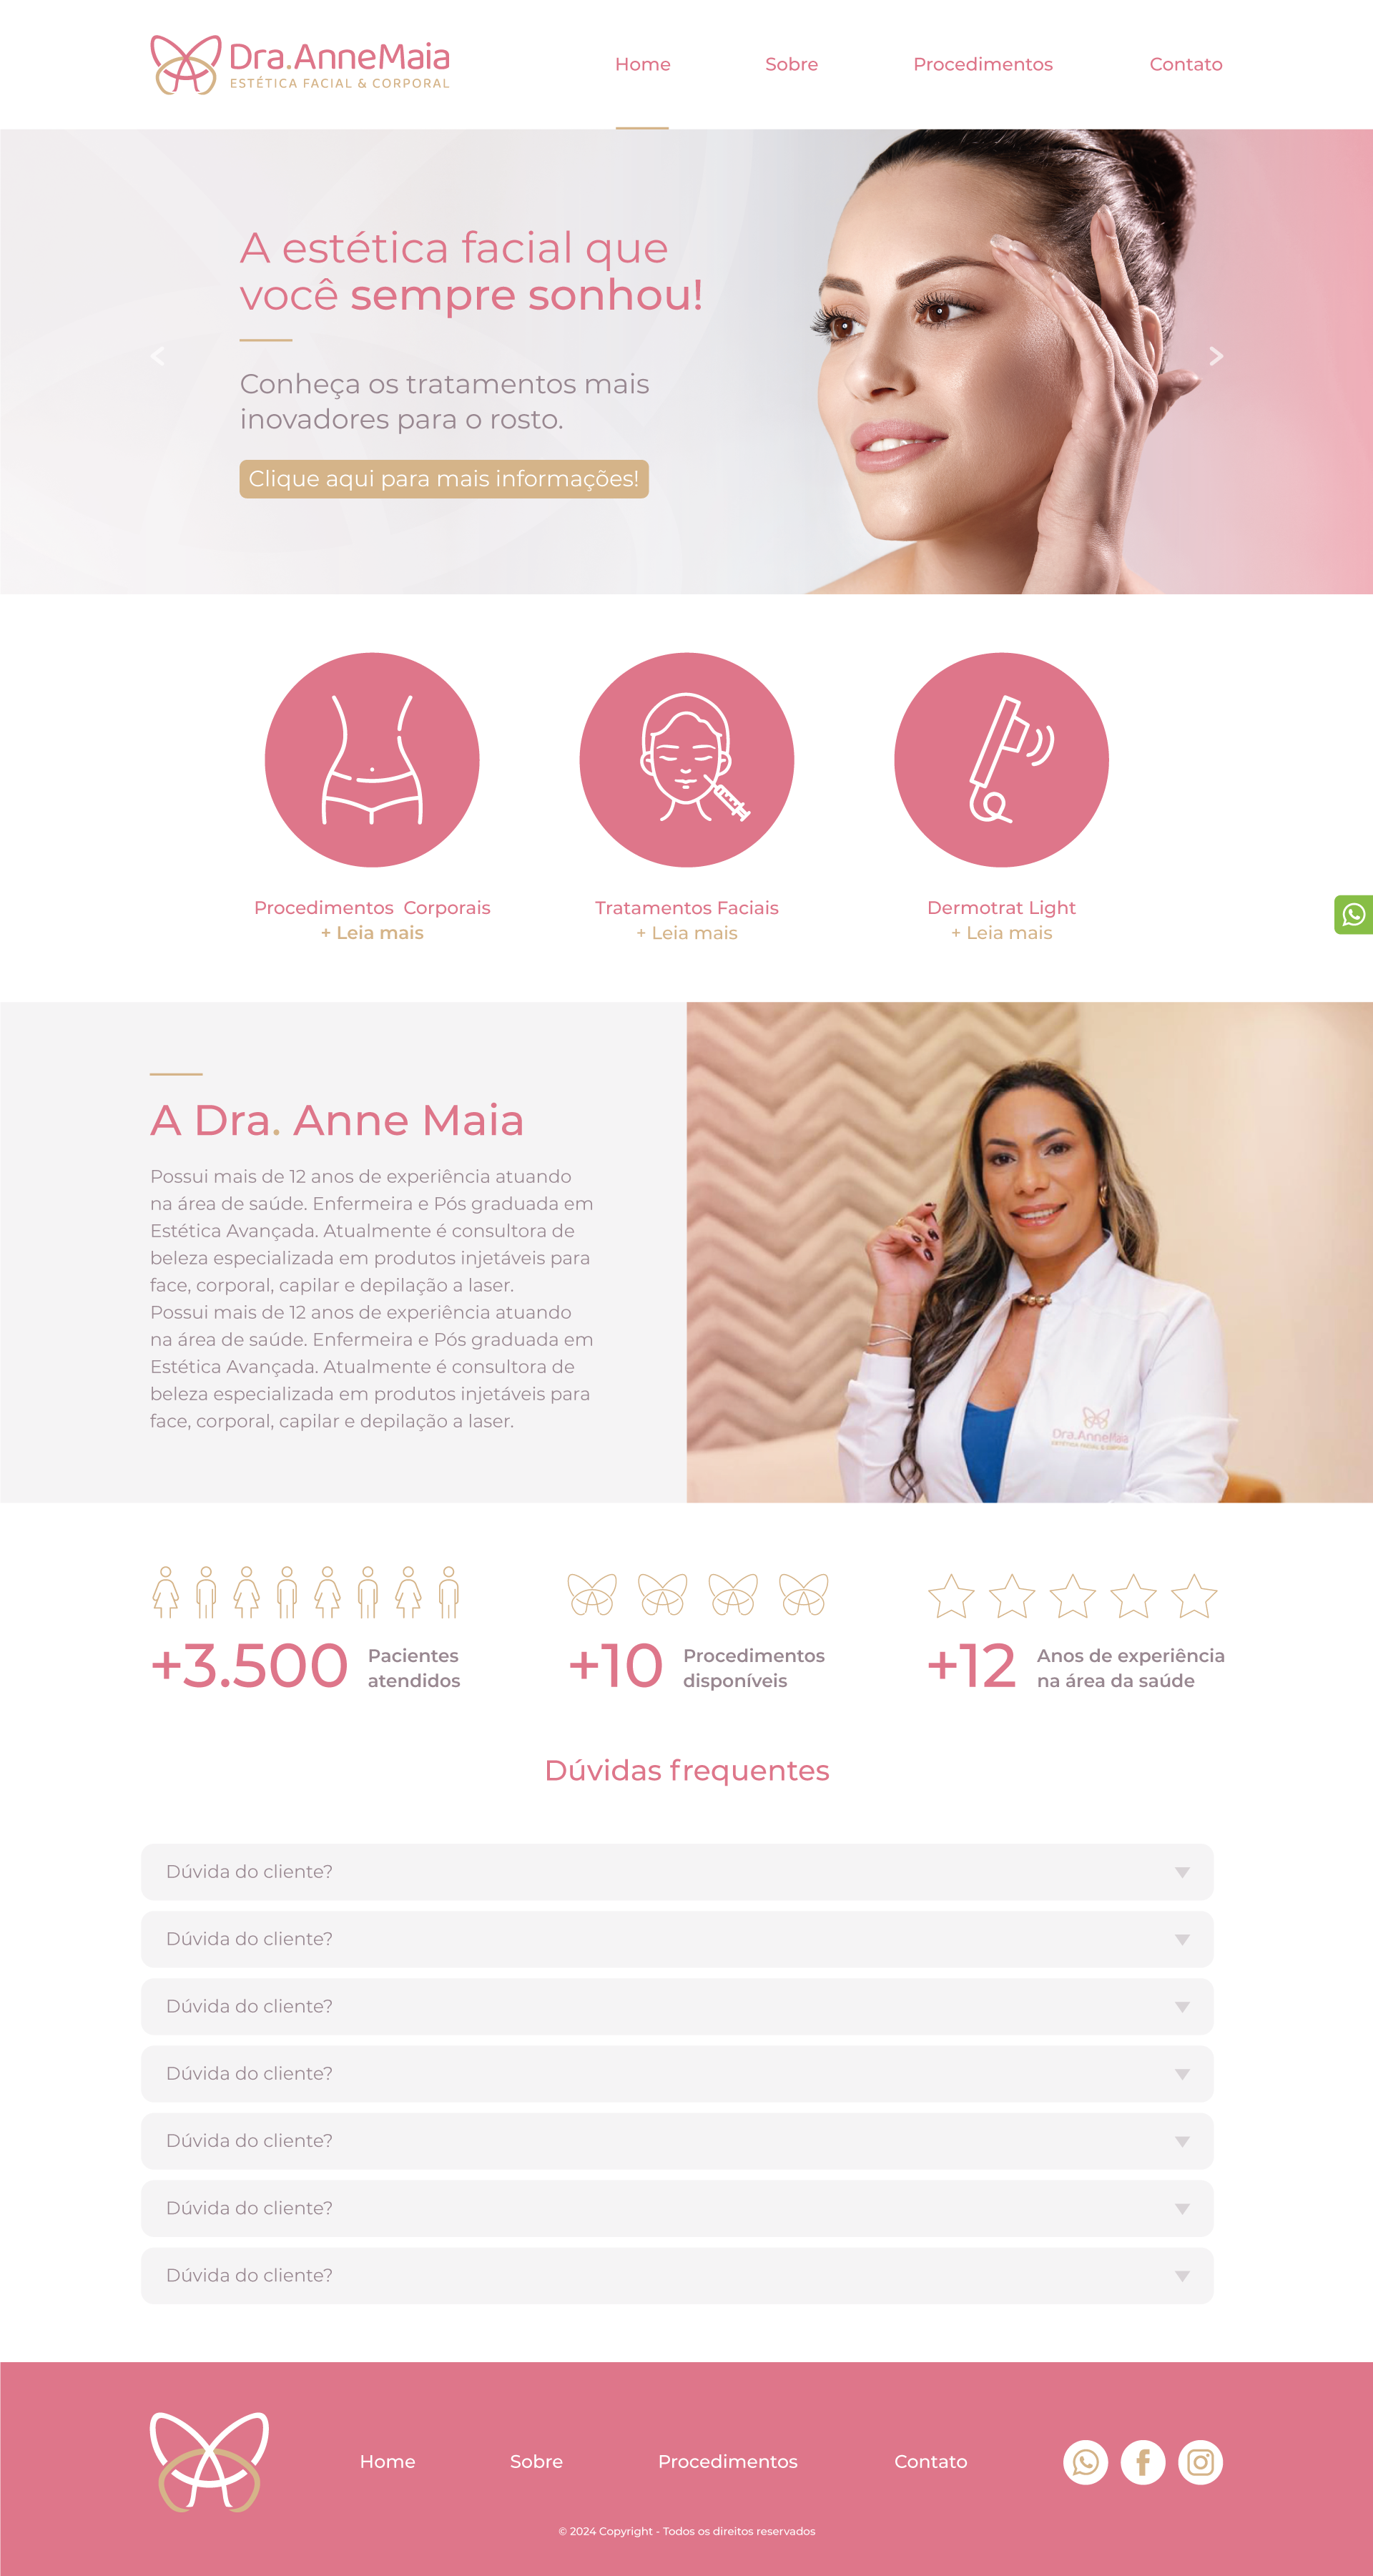 Dra.AnneMaia
ESTÉTICA FACIAL & CORPORAL
Home
Sobre
Procedimentos
Contato
A estética facial que
você sempre sonhou!
Conheça os tratamentos mais
inovadores para o rosto.
Clique aqui para mais informações!
Procedimentos Corporais
+ Leia mais
Tratamentos Faciais
+ Leia mais
Dermotrat Light
+ Leia mais
A Dra. Anne Maia
Possui mais de 12 anos de experiência atuando
na área de saúde. Enfermeira e Pós graduada em
Estética Avançada. Atualmente é consultora de
beleza especializada em produtos injetáveis para
face, corporal, capilar e depilação a laser.
Possui mais de 12 anos de experiência atuando
na área de saúde. Enfermeira e Pós graduada em
Estética Avançada. Atualmente é consultora de
beleza especializada em produtos injetáveis para
face, corporal, capilar e depilação a laser.
Dra.AnneMaia
ESTÉTICA FACIAL & CORPORAL
+3.500
Pacientes
atendidos
+10
Procedimentos
disponíveis
+12
Anos de experiência
na área da saúde
Dúvidas frequentes
Dúvida do cliente?
Dúvida do cliente?
Dúvida do cliente?
Dúvida do cliente?
Dúvida do cliente?
Dúvida do cliente?
Dúvida do cliente?
Home
Sobre
Procedimentos
Contato
© 2024 Copyright - Todos os direitos reservados